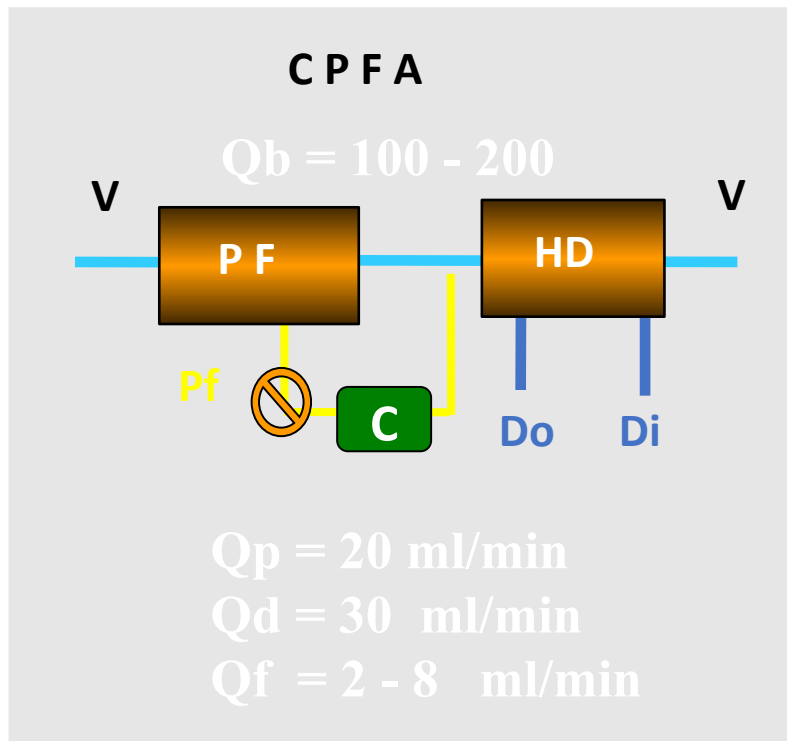 C P F A
Qb = 100 - 200
V
V
P F
HD
Pf
C
Do
Di
Qp = 20 ml/min
Qd = 30 ml/min
Qf = 2 - 8 ml/min